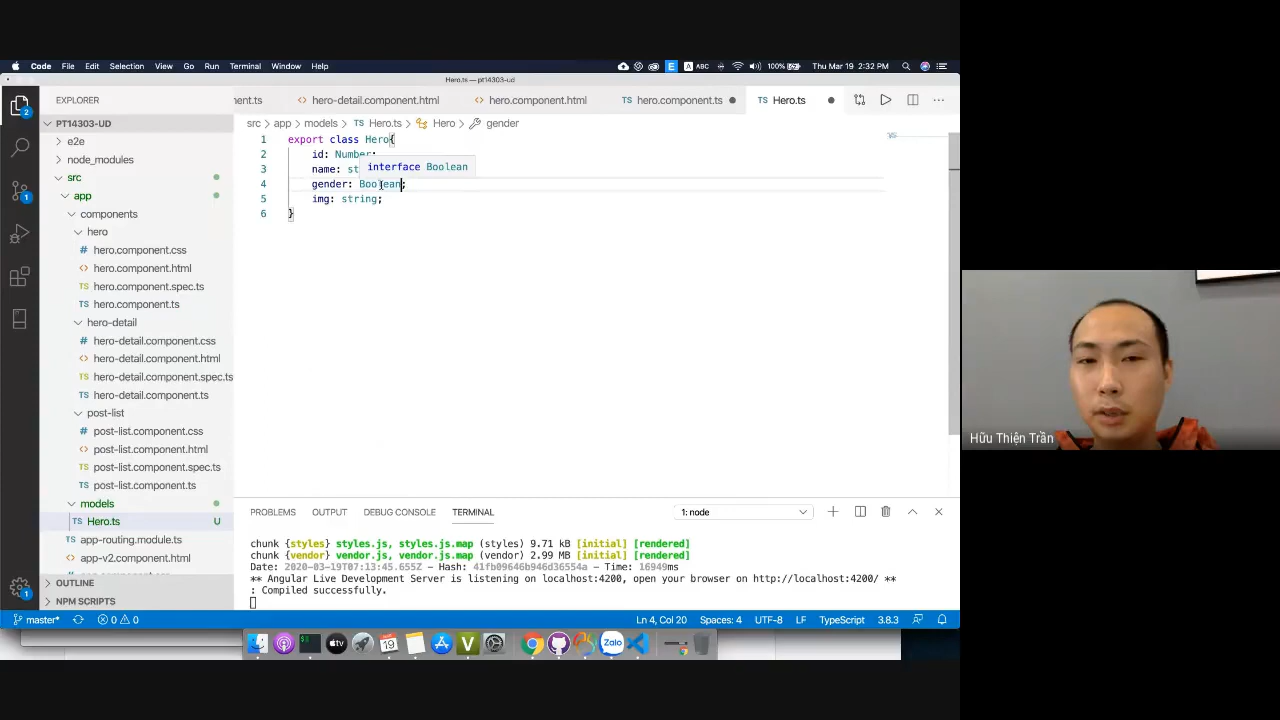 Code File Edit Selection View Go Run Terminal Window Help
E A ABC 100% Thu Mar 19 2:32 PM
Hero.ts — pt14303-ud
EXPLORER
PT14303-UD
e2e
node_modules
src
app
components
hero
# hero.component.css
<> hero.component.html
TS hero.component.spec.ts
TS hero.component.ts
hero-detail
# hero-detail.component.css
<> hero-detail.component.html
TS hero-detail.component.spec.ts
TS hero-detail.component.ts
post-list
# post-list.component.css
<> post-list.component.html
TS post-list.component.spec.ts
TS post-list.component.ts
models
TS Hero.ts U
TS app-routing.module.ts
<> app-v2.component.html
OUTLINE
NPM SCRIPTS
2
1
1
ent.ts <> hero-detail.component.html <> hero.component.html TS hero.component.ts TS Hero.ts
src > app > models > TS Hero.ts > Hero > gender
1 export class Hero{
2 id: Number;
interface Boolean
3 name: st
4 gender: Boolean;
5 img: string;
6 }
PROBLEMS OUTPUT DEBUG CONSOLE TERMINAL 1: node
chunk {styles} styles.js, styles.js.map (styles) 9.71 kB [initial] [rendered]
chunk {vendor} vendor.js, vendor.js.map (vendor) 2.99 MB [initial] [rendered]
Date: 2020-03-19T07:13:45.655Z - Hash: 41fb09646b946d36554a - Time: 16949ms
** Angular Live Development Server is listening on localhost:4200, open your browser on http://localhost:4200/ **
: Compiled successfully.
master* 0 0 Ln 4, Col 20 Spaces: 4 UTF-8 LF TypeScript 3.8.3
tv
19
V
Zalo
Hữu Thiện Trần